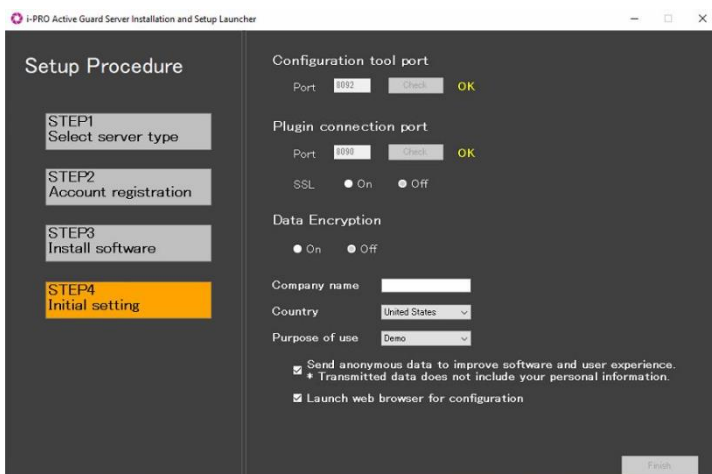 i-PRO Active Guard Server Installation and Setup Launcher
Setup Procedure
STEP1
Select server type
STEP2
Account registration
STEP3
Install software
STEP4
Initial setting
Configuration tool port
Port 8092 Check OK
Plugin connection port
Port 8090 Check OK
SSL On Off
Data Encryption
On Off
Company name
Country United States
Purpose of use Demo
Send anonymous data to improve software and user experience.
* Transmitted data does not include your personal information.
Launch web browser for configuration
Finish